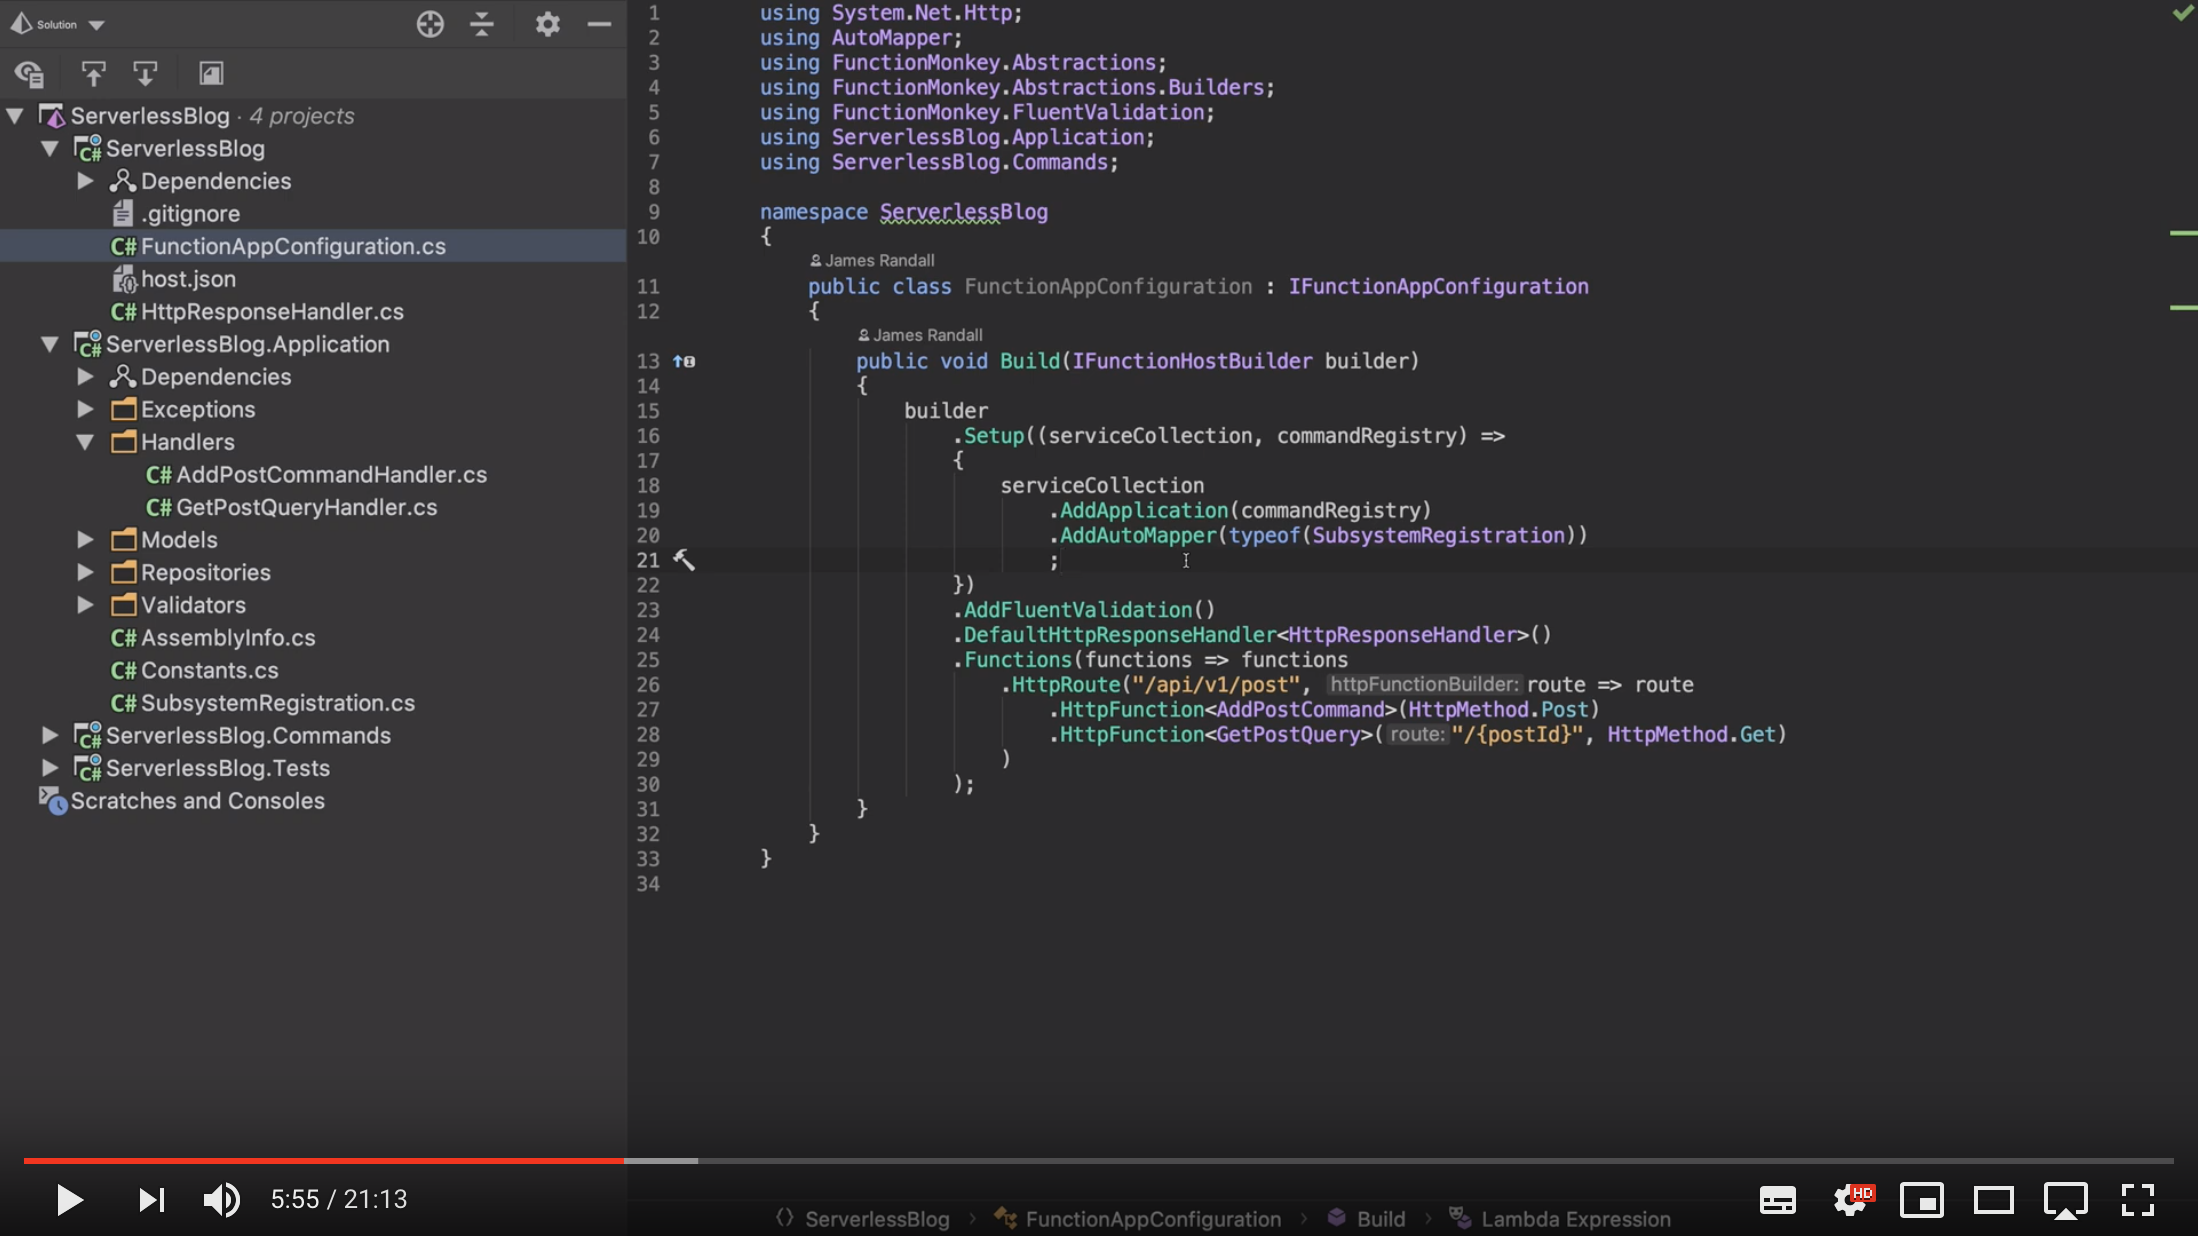 Solution
ServerlessBlog · 4 projects
ServerlessBlog
Dependencies
.gitignore
C# FunctionAppConfiguration.cs
host.json
C# HttpResponseHandler.cs
ServerlessBlog.Application
Dependencies
Exceptions
Handlers
C# AddPostCommandHandler.cs
C# GetPostQueryHandler.cs
Models
Repositories
Validators
C# AssemblyInfo.cs
C# Constants.cs
C# SubsystemRegistration.cs
ServerlessBlog.Commands
ServerlessBlog.Tests
Scratches and Consoles
1 using System.Net.Http;
2 using AutoMapper;
3 using FunctionMonkey.Abstractions;
4 using FunctionMonkey.Abstractions.Builders;
5 using FunctionMonkey.FluentValidation;
6 using ServerlessBlog.Application;
7 using ServerlessBlog.Commands;
8
9 namespace ServerlessBlog
10 {
James Randall
11 public class FunctionAppConfiguration : IFunctionAppConfiguration
12 {
James Randall
13 public void Build(IFunctionHostBuilder builder)
14 {
15 builder
16 .Setup((serviceCollection, commandRegistry) =>
17 {
18 serviceCollection
19 .AddApplication(commandRegistry)
20 .AddAutoMapper(typeof(SubsystemRegistration))
21 ;
22 })
23 .AddFluentValidation()
24 .DefaultHttpResponseHandler<HttpResponseHandler>()
25 .Functions(functions => functions
26 .HttpRoute("/api/v1/post", httpFunctionBuilder: route => route
27 .HttpFunction<AddPostCommand>(HttpMethod.Post)
28 .HttpFunction<GetPostQuery>( route: "/{postId}", HttpMethod.Get)
29 )
30 );
31 }
32 }
33 }
34
5:55 / 21:13
HD
ServerlessBlog › FunctionAppConfiguration › Build › Lambda Expression